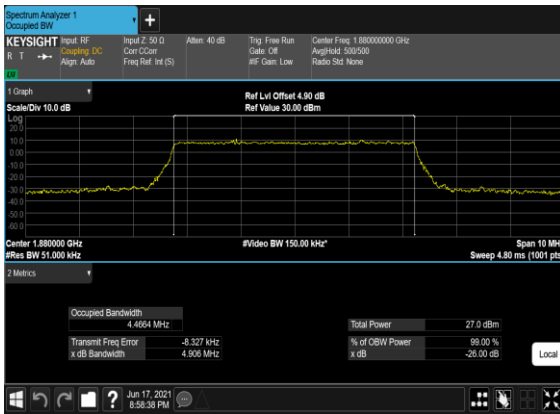 Spectrum Analyzer 1
Occupied BW
+
KEYSIGHT
R T
LXI
Input: RF
Coupling: DC
Align: Auto
Input Z: 50 Ω
Corr CCorr
Freq Ref: Int (S)
Atten: 40 dB
Trig: Free Run
Gate: Off
#IF Gain: Low
Center Freq: 1.880000000 GHz
Avg|Hold: 500/500
Radio Std: None
1 Graph
Scale/Div 10.0 dB
Ref Lvl Offset 4.90 dB
Ref Value 30.00 dBm
Log
20.0
10.0
0.00
-10.0
-20.0
-30.0
-40.0
-50.0
-60.0
Center 1.880000 GHz
#Video BW 150.00 kHz*
Span 10 MH
#Res BW 51.000 kHz
Sweep 4.80 ms (1001 pts
2 Metrics
Occupied Bandwidth
4.4664 MHz
Total Power 27.0 dBm
Transmit Freq Error -8.327 kHz
% of OBW Power 99.00 %
x dB Bandwidth 4.906 MHz
x dB -26.00 dB
Local
?
Jun 17, 2021
8:58:38 PM